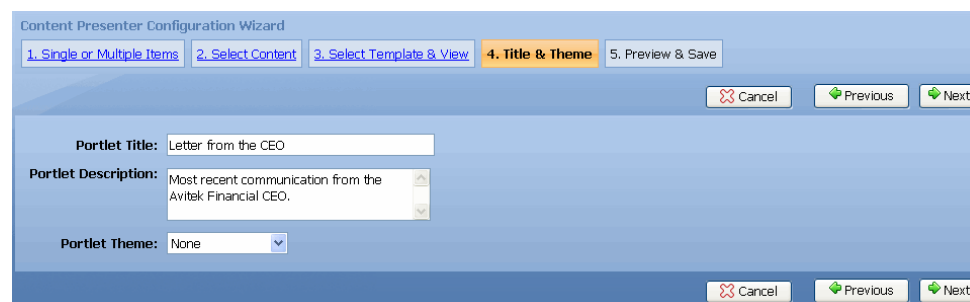 Content Presenter Configuration Wizard
1. Single or Multiple Items 2. Select Content 3. Select Template & View 4. Title & Theme 5. Preview & Save
Cancel Previous Next
Portlet Title: Letter from the CEO
Portlet Description: Most recent communication from the
Avitek Financial CEO.
Portlet Theme: None
Cancel Previous Next